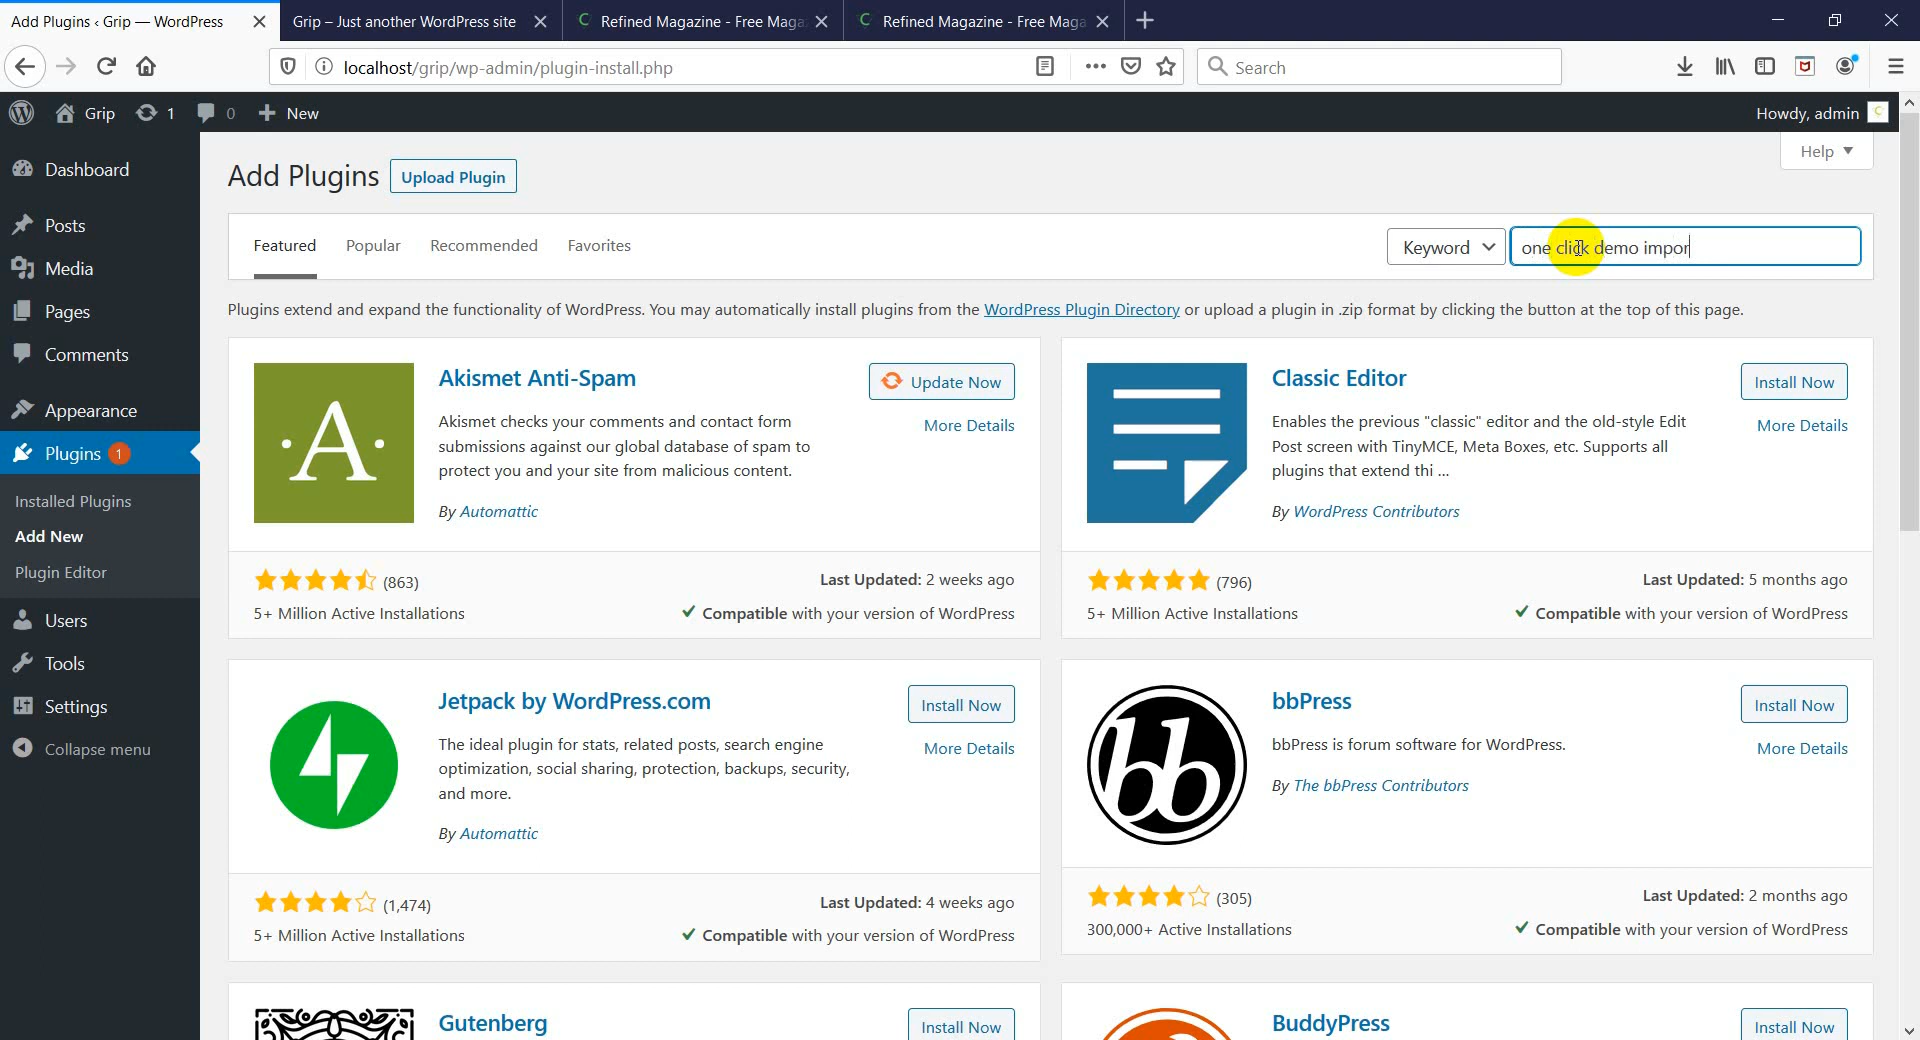 Add Plugins ‹ Grip — WordPress
Grip – Just another WordPress site
Refined Magazine - Free Maga
Refined Magazine - Free Maga
localhost/grip/wp-admin/plugin-install.php
Search
Grip
1
0
New
Howdy, admin
Dashboard
Posts
Media
Pages
Comments
Appearance
Plugins 1
Installed Plugins
Add New
Plugin Editor
Users
Tools
Settings
Collapse menu
Help
Add Plugins
Upload Plugin
Featured
Popular
Recommended
Favorites
Keyword
one click demo impor
Plugins extend and expand the functionality of WordPress. You may automatically install plugins from the WordPress Plugin Directory or upload a plugin in .zip format by clicking the button at the top of this page.
A
Akismet Anti-Spam
Update Now
More Details
Akismet checks your comments and contact form
submissions against our global database of spam to
protect you and your site from malicious content.
By Automattic
(863)
Last Updated: 2 weeks ago
5+ Million Active Installations
Compatible with your version of WordPress
Classic Editor
Install Now
More Details
Enables the previous "classic" editor and the old-style Edit
Post screen with TinyMCE, Meta Boxes, etc. Supports all
plugins that extend thi ...
By WordPress Contributors
(796)
Last Updated: 5 months ago
5+ Million Active Installations
Compatible with your version of WordPress
Jetpack by WordPress.com
Install Now
More Details
The ideal plugin for stats, related posts, search engine
optimization, social sharing, protection, backups, security,
and more.
By Automattic
(1,474)
Last Updated: 4 weeks ago
5+ Million Active Installations
Compatible with your version of WordPress
bb
bbPress
Install Now
More Details
bbPress is forum software for WordPress.
By The bbPress Contributors
(305)
Last Updated: 2 months ago
300,000+ Active Installations
Compatible with your version of WordPress
Gutenberg
Install Now
BuddyPress
Install Now